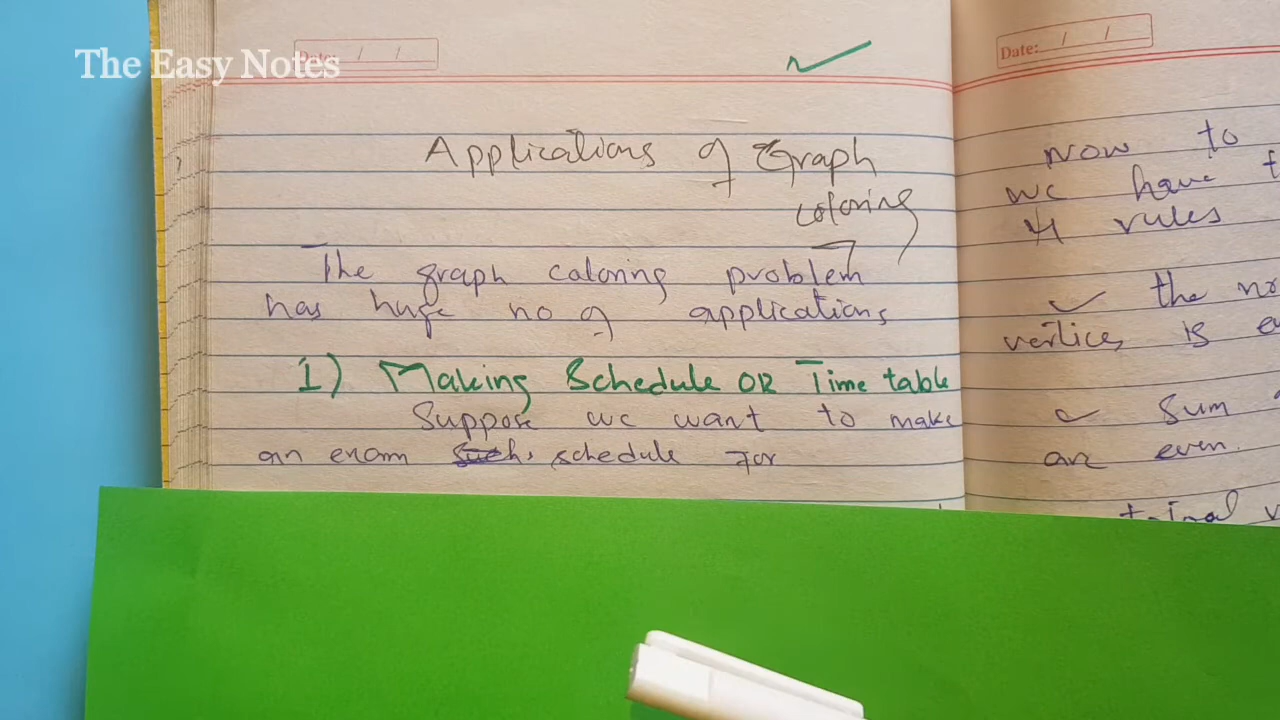 The Easy Notes
Date: / /
Applications of Graph
coloring
The graph coloring problem
has huge no of applications
1) Making Schedule OR Time table
Suppose we want to make
an exam schedule for
Date: / /
Now to
we have
4 rules
the no
vertices is
Sum
are even.